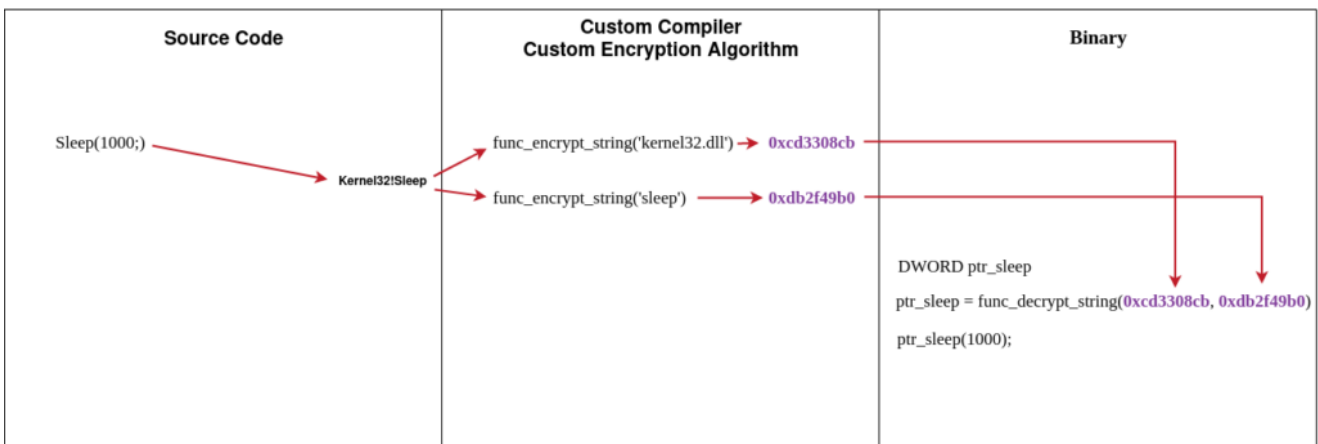 Source Code
Custom Compiler
Custom Encryption Algorithm
Binary
Sleep(1000;)
Kernel32!Sleep
func_encrypt_string('kernel32.dll')
0xcd3308cb
func_encrypt_string('sleep')
0xdb2f49b0
DWORD ptr_sleep
ptr_sleep = func_decrypt_string(0xcd3308cb, 0xdb2f49b0)
ptr_sleep(1000);